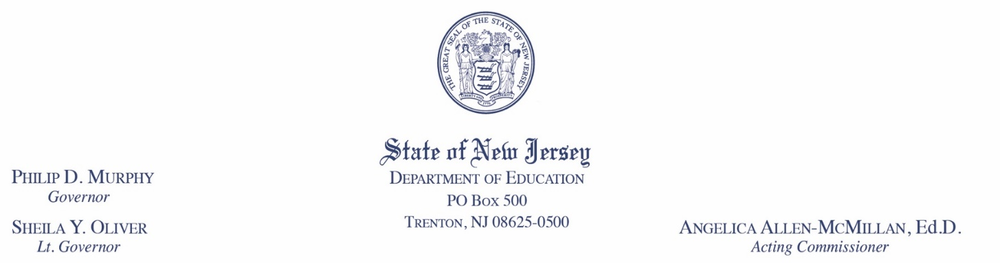 THE GREAT SEAL OF THE STATE OF NEW JERSEY
LIBERTY AND PROSPERITY
1776
State of New Jersey
DEPARTMENT OF EDUCATION
PO BOX 500
TRENTON, NJ 08625-0500
PHILIP D. MURPHY
Governor
SHEILA Y. OLIVER
Lt. Governor
ANGELICA ALLEN-MCMILLAN, Ed.D.
Acting Commissioner